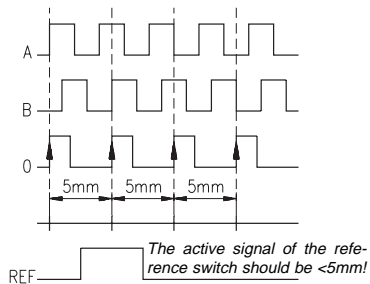 A
B
0
5mm 5mm 5mm
The active signal of the refe-
rence switch should be <5mm!
REF